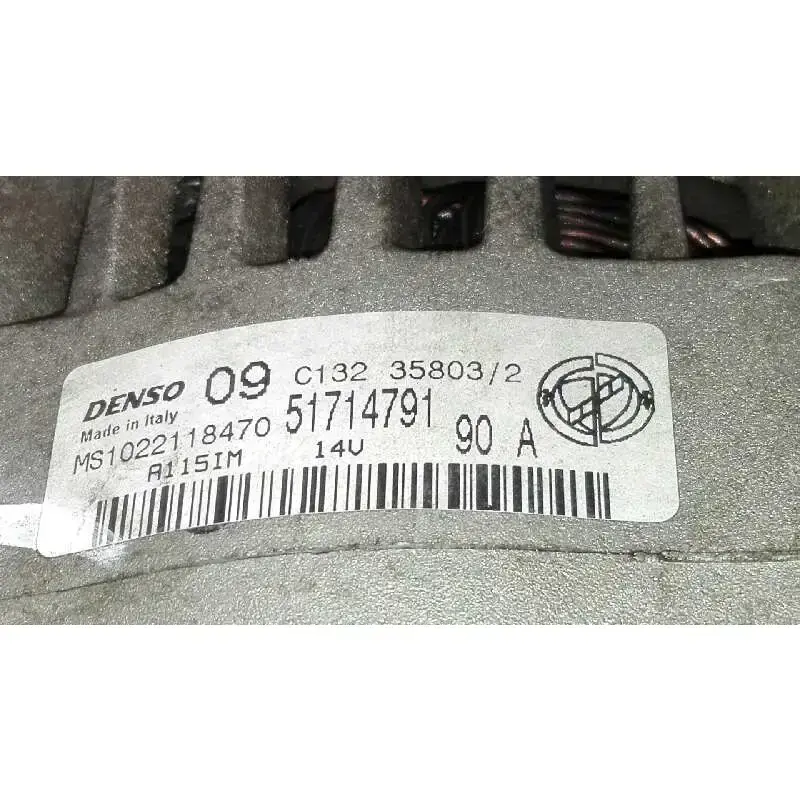 DENSO 09 C132 35803/2
Made in Italy 51714791
MS1022118470 90 A
A115IM 14V